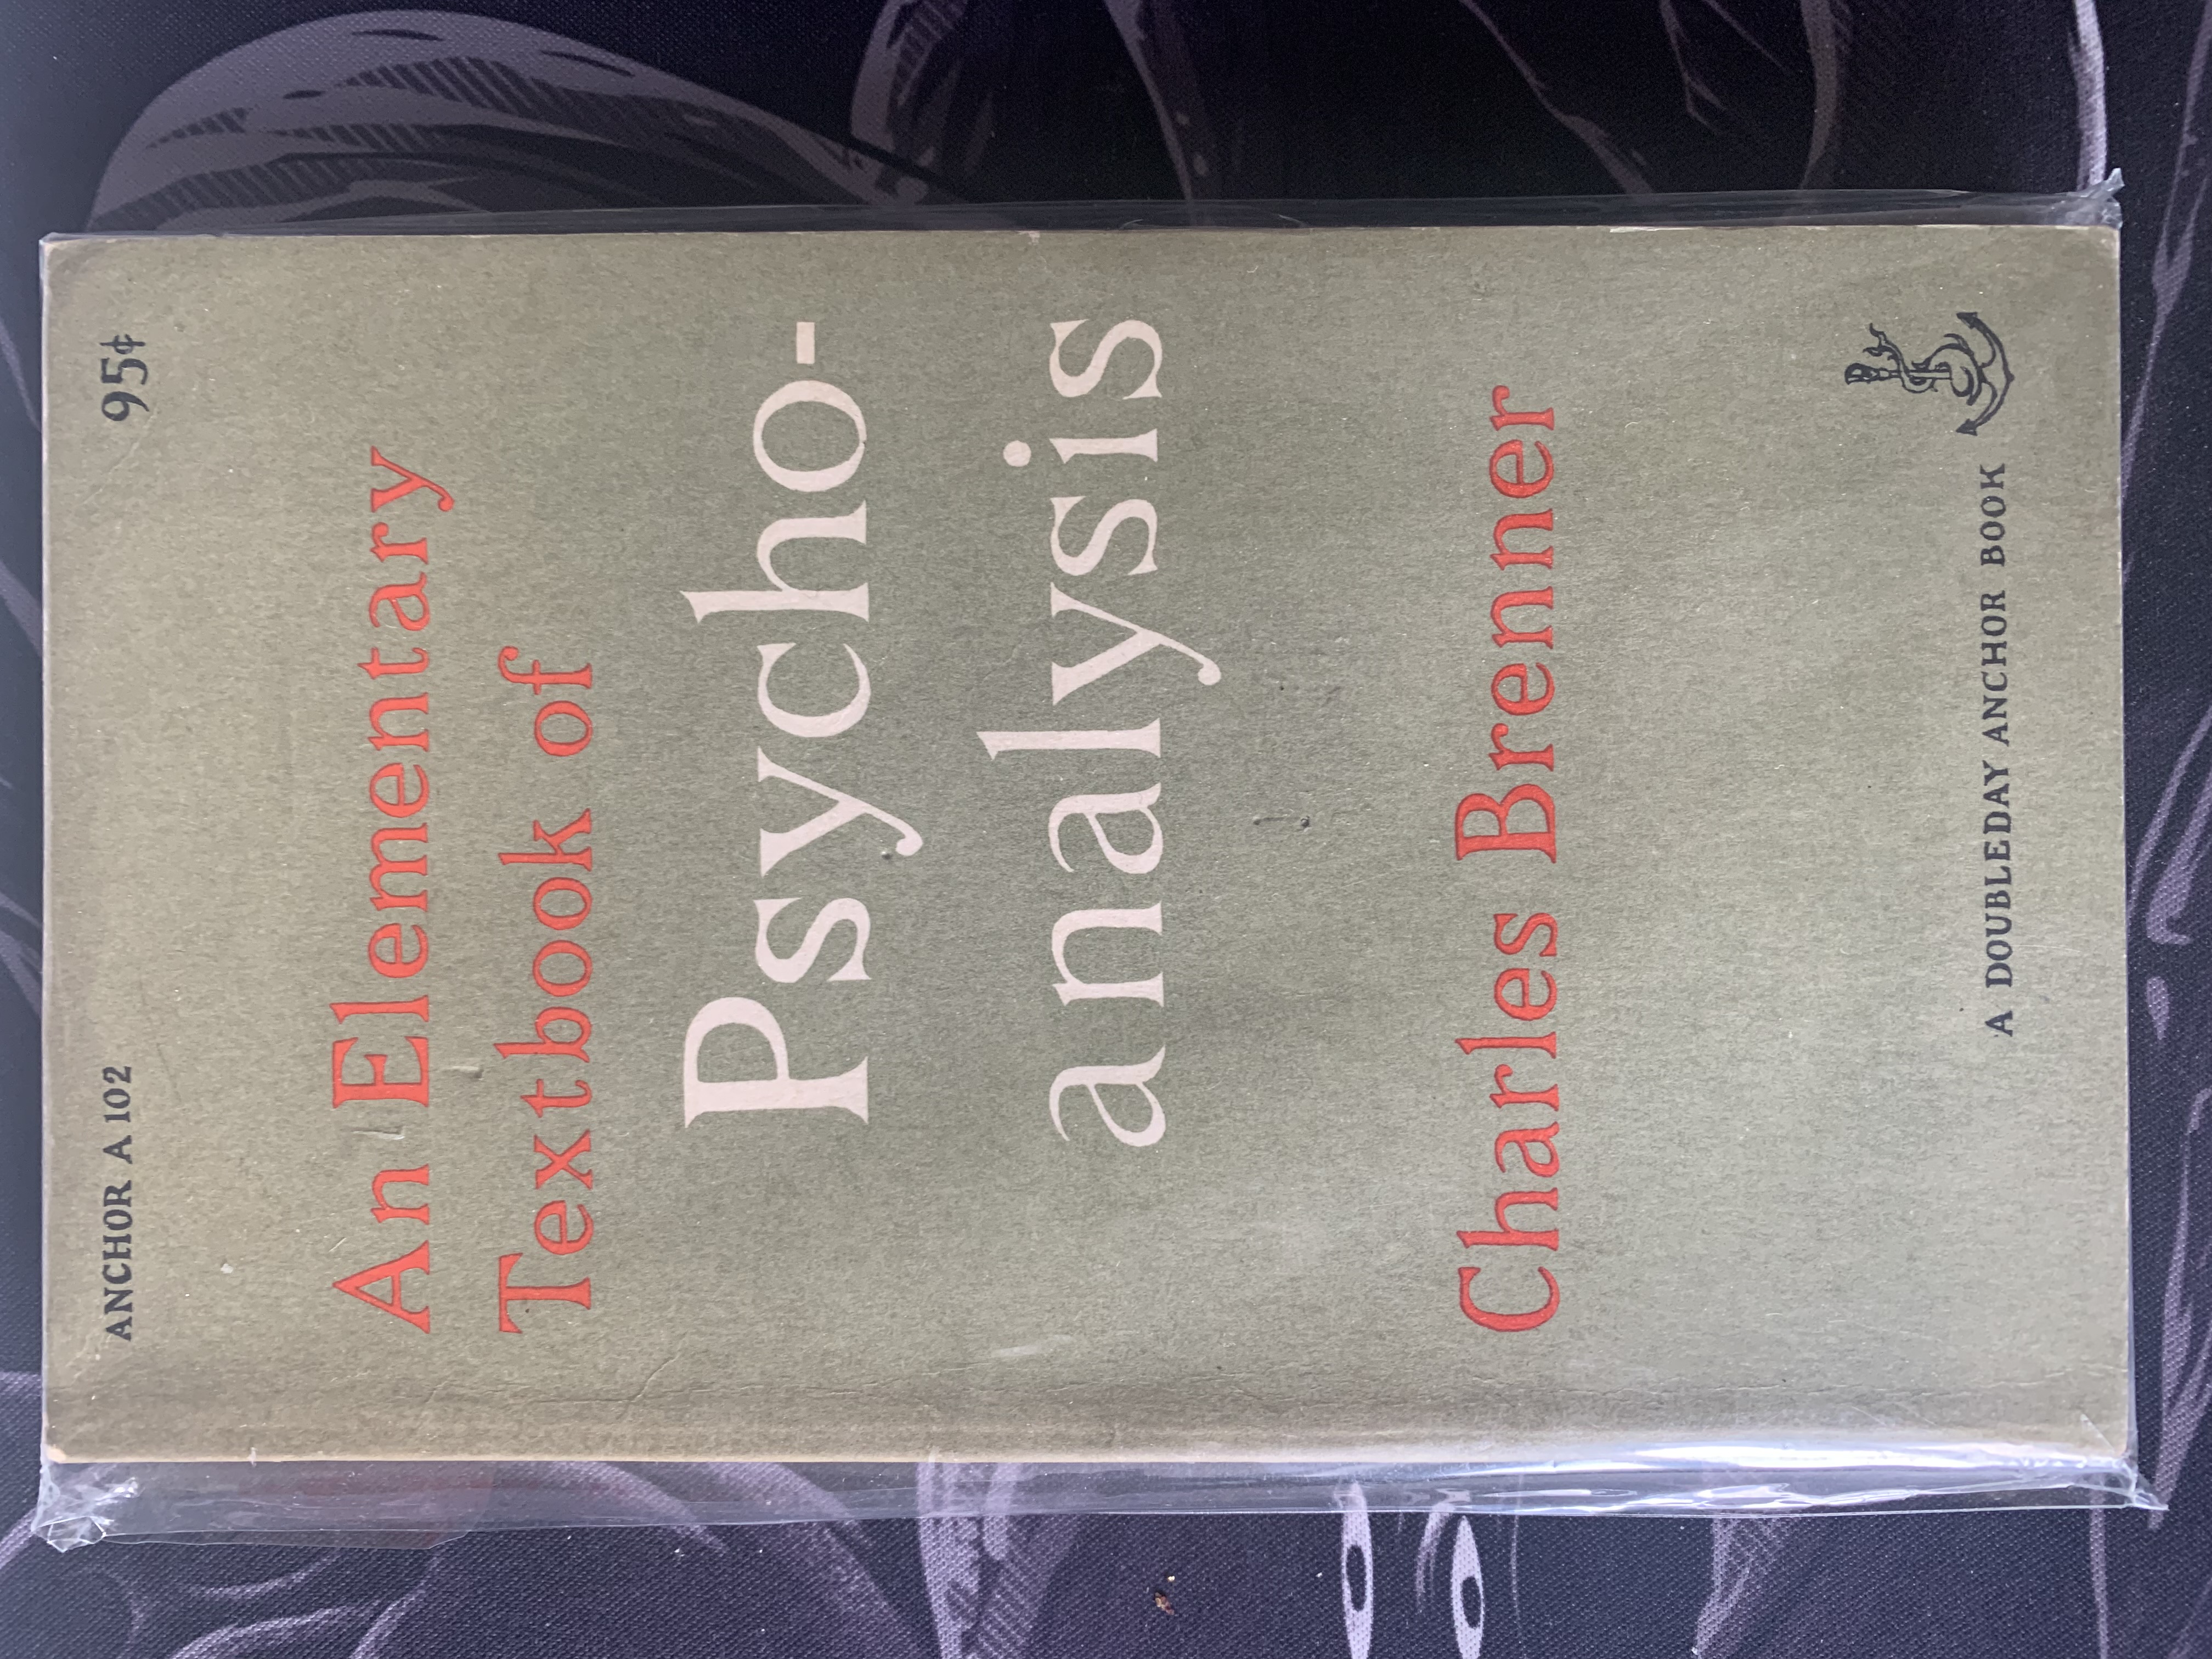 ANCHOR A 102
95¢
An Elementary
Textbook of
Psycho-
analysis
Charles Brenner
A DOUBLEDAY ANCHOR BOOK